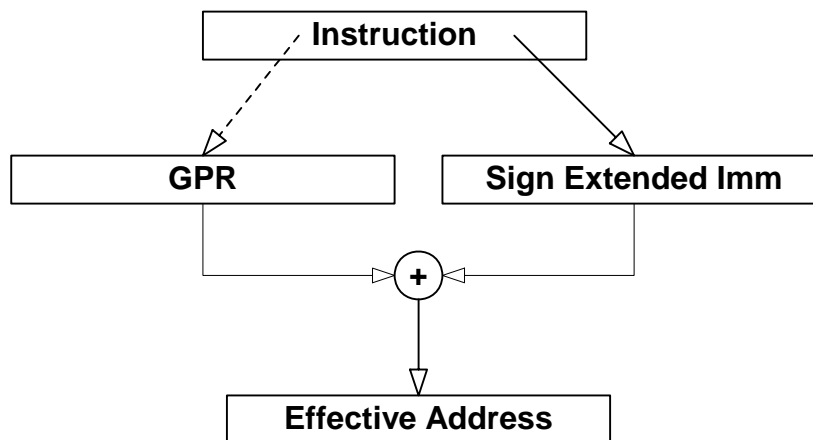 Instruction
GPR
Sign Extended Imm
+
Effective Address